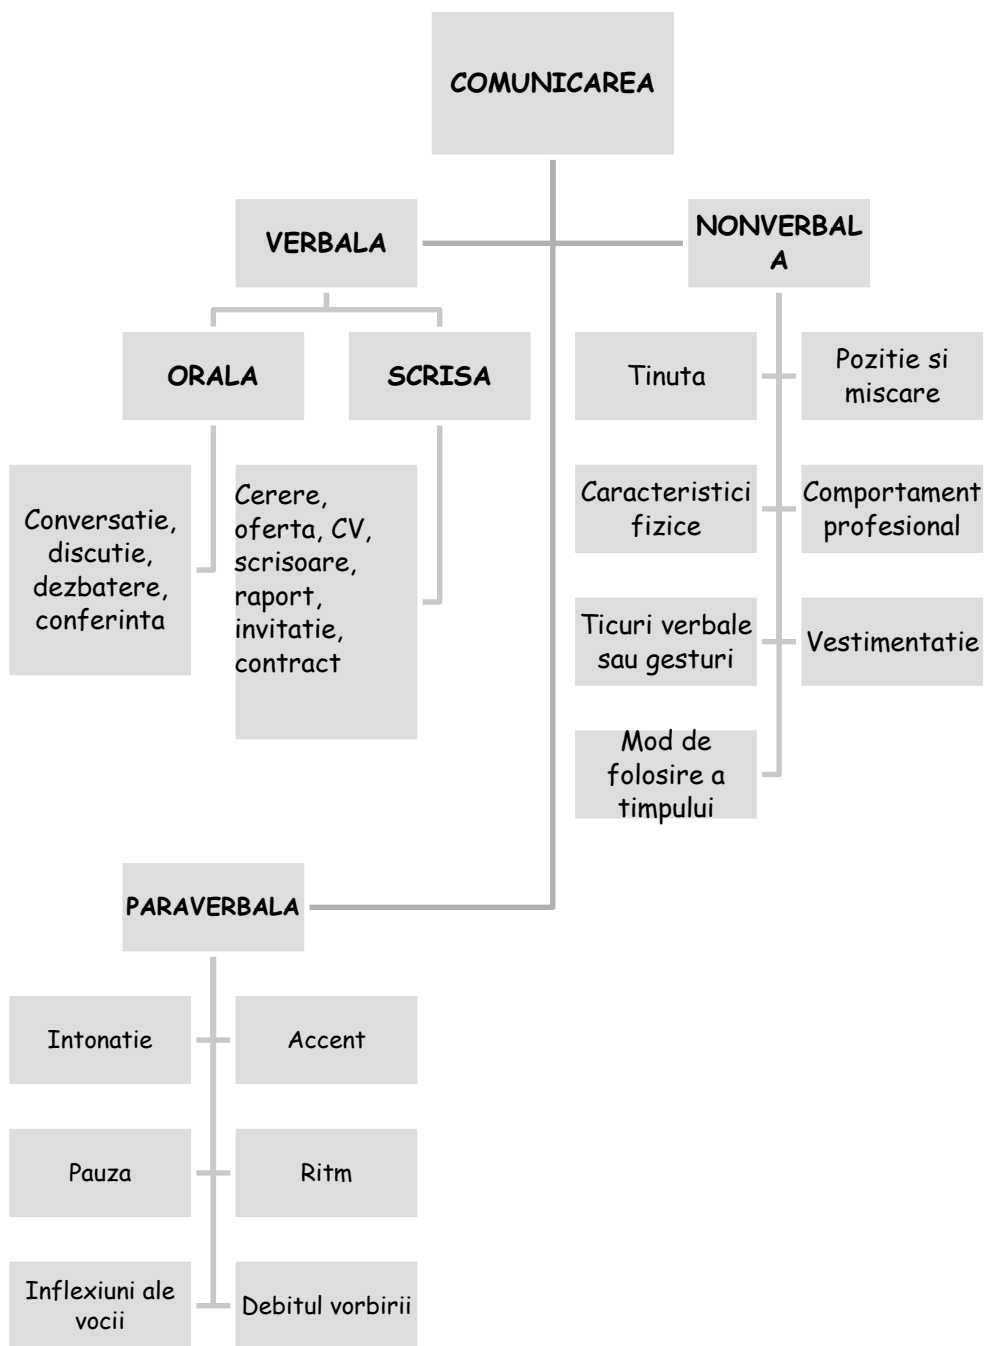 COMUNICAREA
VERBALA
NONVERBAL
A
ORALA
SCRISA
Conversatie,
discutie,
dezbatere,
conferinta
Cerere,
oferta, CV,
scrisoare,
raport,
invitatie,
contract
Tinuta
Pozitie si
miscare
Caracteristici
fizice
Comportament
profesional
Ticuri verbale
sau gesturi
Vestimentatie
Mod de
folosire a
timpului
PARAVERBALA
Intonatie
Accent
Pauza
Ritm
Inflexiuni ale
vocii
Debitul vorbirii